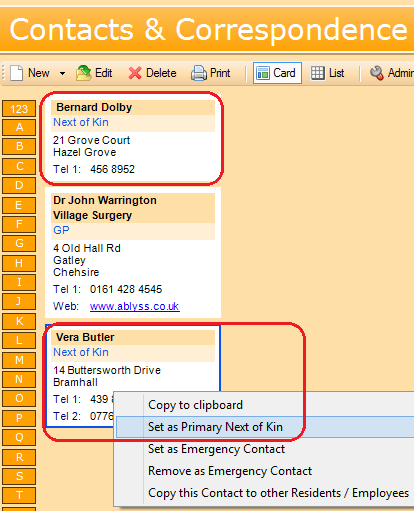 Contacts & Correspondence
New Edit Delete Print Card List Admin
123
A
B
C
D
E
F
G
H
I
J
K
L
M
N
O
P
Q
R
S
T
Bernard Dolby
Next of Kin
21 Grove Court
Hazel Grove
Tel 1: 456 8952
Dr John Warrington
Village Surgery
GP
4 Old Hall Rd
Gatley
Chehsire
Tel 1: 0161 428 4545
Web: www.ablyss.co.uk
Vera Butler
Next of Kin
14 Buttersworth Drive
Bramhall
Tel 1: 439
Tel 2: 0776
Copy to clipboard
Set as Primary Next of Kin
Set as Emergency Contact
Remove as Emergency Contact
Copy this Contact to other Residents / Employees